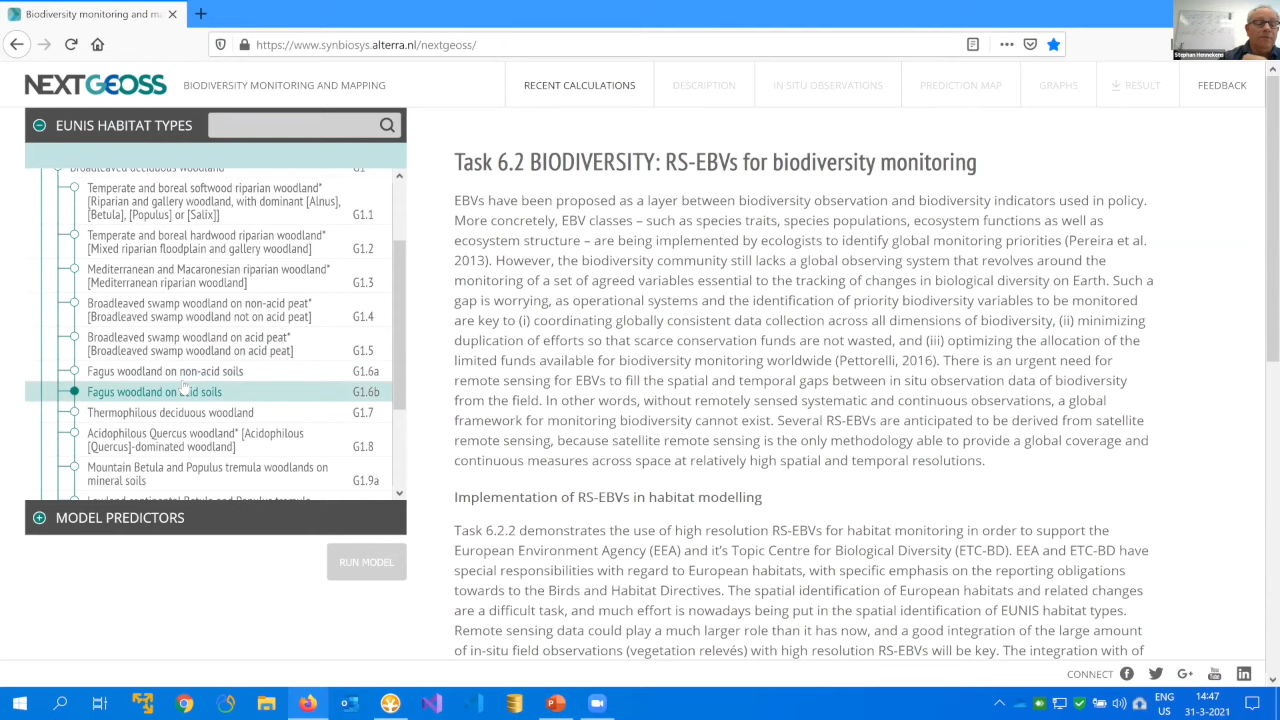 Biodiversity monitoring and ma
https://www.synbiosys.alterra.nl/nextgeoss/
Stephan Hennekens
NEXTGEOSS
BIODIVERSITY MONITORING AND MAPPING
RECENT CALCULATIONS
DESCRIPTION
IN SITU OBSERVATIONS
PREDICTION MAP
GRAPHS
RESULT
FEEDBACK
EUNIS HABITAT TYPES
Broadleaved deciduous woodland G1
Temperate and boreal softwood riparian woodland*
[Riparian and gallery woodland, with dominant [Alnus],
[Betula], [Populus] or [Salix]] G1.1
Temperate and boreal hardwood riparian woodland*
[Mixed riparian floodplain and gallery woodland] G1.2
Mediterranean and Macaronesian riparian woodland*
[Mediterranean riparian woodland] G1.3
Broadleaved swamp woodland on non-acid peat*
[Broadleaved swamp woodland not on acid peat] G1.4
Broadleaved swamp woodland on acid peat*
[Broadleaved swamp woodland on acid peat] G1.5
Fagus woodland on non-acid soils G1.6a
Fagus woodland on acid soils G1.6b
Thermophilous deciduous woodland G1.7
Acidophilous Quercus woodland* [Acidophilous
[Quercus]-dominated woodland] G1.8
Mountain Betula and Populus tremula woodlands on
mineral soils G1.9a
Lowland continental Betula and Populus tremula
MODEL PREDICTORS
RUN MODEL
Task 6.2 BIODIVERSITY: RS-EBVs for biodiversity monitoring
EBVs have been proposed as a layer between biodiversity observation and biodiversity indicators used in policy.
More concretely, EBV classes – such as species traits, species populations, ecosystem functions as well as
ecosystem structure – are being implemented by ecologists to identify global monitoring priorities (Pereira et al.
2013). However, the biodiversity community still lacks a global observing system that revolves around the
monitoring of a set of agreed variables essential to the tracking of changes in biological diversity on Earth. Such a
gap is worrying, as operational systems and the identification of priority biodiversity variables to be monitored
are key to (i) coordinating globally consistent data collection across all dimensions of biodiversity, (ii) minimizing
duplication of efforts so that scarce conservation funds are not wasted, and (iii) optimizing the allocation of the
limited funds available for biodiversity monitoring worldwide (Pettorelli, 2016). There is an urgent need for
remote sensing for EBVs to fill the spatial and temporal gaps between in situ observation data of biodiversity
from the field. In other words, without remotely sensed systematic and continuous observations, a global
framework for monitoring biodiversity cannot exist. Several RS-EBVs are anticipated to be derived from satellite
remote sensing, because satellite remote sensing is the only methodology able to provide a global coverage and
continuous measures across space at relatively high spatial and temporal resolutions.
Implementation of RS-EBVs in habitat modelling
Task 6.2.2 demonstrates the use of high resolution RS-EBVs for habitat monitoring in order to support the
European Environment Agency (EEA) and it's Topic Centre for Biological Diversity (ETC-BD). EEA and ETC-BD have
special responsibilities with regard to European habitats, with specific emphasis on the reporting obligations
towards to the Birds and Habitat Directives. The spatial identification of European habitats and related changes
are a difficult task, and much effort is nowadays being put in the spatial identification of EUNIS habitat types.
Remote sensing data could play a much larger role than it has now, and a good integration of the large amount
of in-situ field observations (vegetation relevés) with high resolution RS-EBVs will be key. The integration with of
CONNECT
ENG
US
14:47
31-3-2021